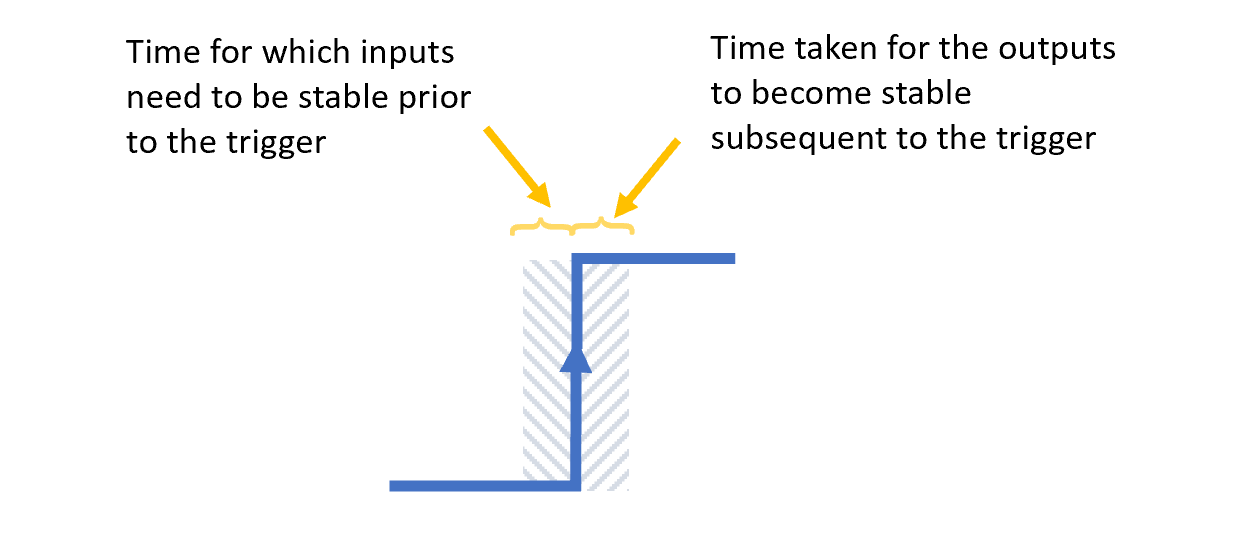 Time for which inputs
need to be stable prior
to the trigger
Time taken for the outputs
to become stable
subsequent to the trigger